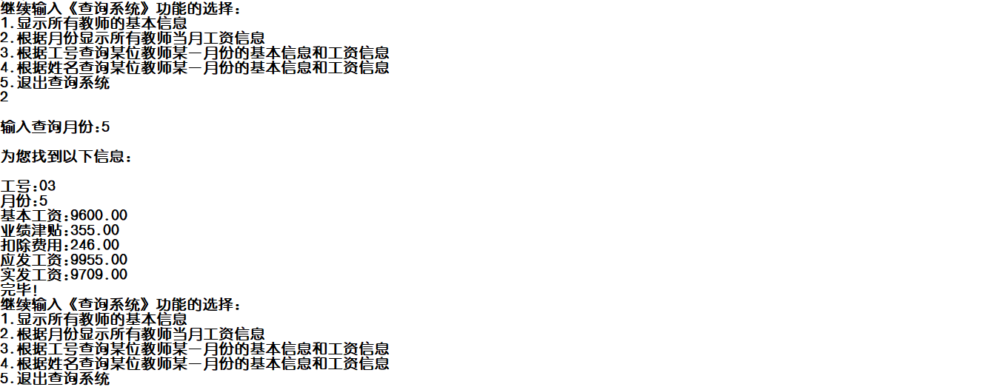 继续输入《查询系统》功能的选择:
1.显示所有教师的基本信息
2.根据月份显示所有教师当月工资信息
3.根据工号查询某位教师某一月份的基本信息和工资信息
4.根据姓名查询某位教师某一月份的基本信息和工资信息
5.退出查询系统
2
输入查询月份:5
为您找到以下信息:
工号:03
月份:5
基本工资:9600.00
业绩津贴:355.00
扣除费用:246.00
应发工资:9955.00
实发工资:9709.00
完毕!
继续输入《查询系统》功能的选择:
1.显示所有教师的基本信息
2.根据月份显示所有教师当月工资信息
3.根据工号查询某位教师某一月份的基本信息和工资信息
4.根据姓名查询某位教师某一月份的基本信息和工资信息
5.退出查询系统